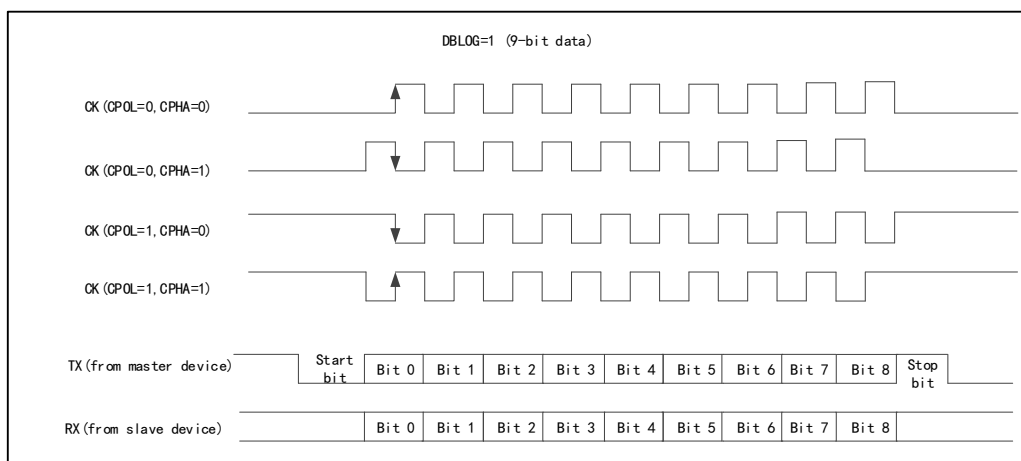 DBLOG=1 (9-bit data)
CK(CPOL=0,CPHA=0)
CK(CPOL=0,CPHA=1)
CK(CPOL=1,CPHA=0)
CK(CPOL=1,CPHA=1)
TX(from master device) Start bit Bit 0 Bit 1 Bit 2 Bit 3 Bit 4 Bit 5 Bit 6 Bit 7 Bit 8 Stop bit
RX(from slave device) Bit 0 Bit 1 Bit 2 Bit 3 Bit 4 Bit 5 Bit 6 Bit 7 Bit 8